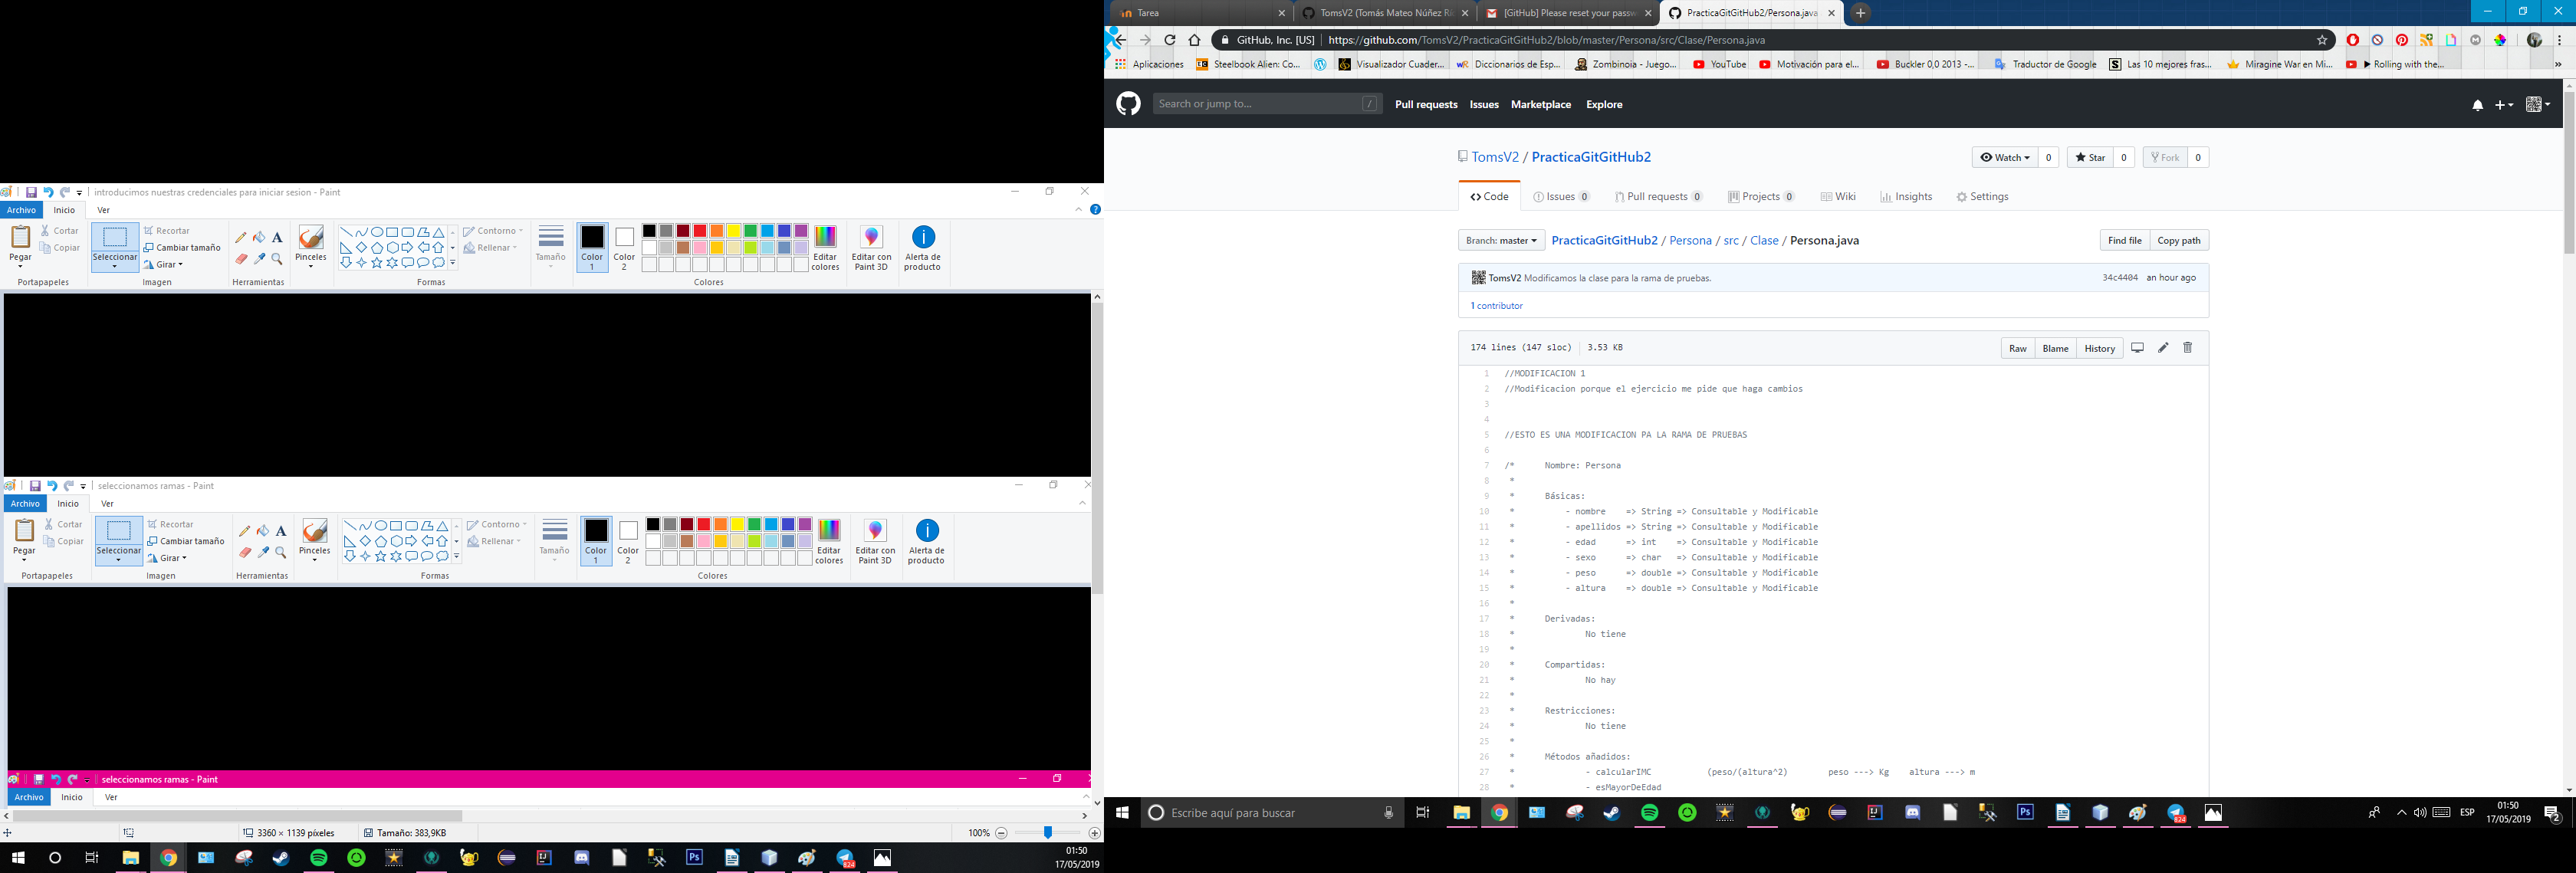 introducimos nuestras credenciales para iniciar sesion - Paint
Archivo Inicio Ver
Pegar
Cortar
Copiar
Portapapeles
Seleccionar
Recortar
Cambiar tamaño
Girar
Imagen
Herramientas
Pinceles
Contorno
Rellenar
Formas
Tamaño
Color 1
Color 2
Editar colores
Colores
Editar con Paint 3D
Alerta de producto
seleccionamos ramas - Paint
Archivo Inicio Ver
Pegar
Cortar
Copiar
Portapapeles
Seleccionar
Recortar
Cambiar tamaño
Girar
Imagen
Herramientas
Pinceles
Contorno
Rellenar
Formas
Tamaño
Color 1
Color 2
Editar colores
Colores
Editar con Paint 3D
Alerta de producto
seleccionamos ramas - Paint
Archivo Inicio Ver
3360 × 1139 píxeles
Tamaño: 383,9KB
100%
824
01:50
17/05/2019
Tarea
TomsV2 (Tomás Mateo Núñez Ri
[GitHub] Please reset your passw
PracticaGitGitHub2/Persona.java
GitHub, Inc. [US] | https://github.com/TomsV2/PracticaGitGitHub2/blob/master/Persona/src/Clase/Persona.java
Aplicaciones
Steelbook Alien: Co...
Visualizador Cuader...
Diccionarios de Esp...
Zombinoia - Juego...
YouTube
Motivación para el...
Buckler 0,0 2013 -...
Traductor de Google
Las 10 mejores fras...
Miragine War en Mi...
Rolling with the...
Search or jump to... /
Pull requests Issues Marketplace Explore
TomsV2 / PracticaGitGitHub2
Watch 0 Star 0 Fork 0
Code Issues 0 Pull requests 0 Projects 0 Wiki Insights Settings
Branch: master PracticaGitGitHub2 / Persona / src / Clase / Persona.java
Find file Copy path
TomsV2 Modificamos la clase para la rama de pruebas. 34c4404 an hour ago
1 contributor
174 lines (147 sloc) 3.53 KB
Raw Blame History
1 //MODIFICACION 1
2 //Modificacion porque el ejercicio me pide que haga cambios
3
4
5 //ESTO ES UNA MODIFICACION PA LA RAMA DE PRUEBAS
6
7 /* Nombre: Persona
8 *
9 * Básicas:
10 * - nombre => String => Consultable y Modificable
11 * - apellidos => String => Consultable y Modificable
12 * - edad => int => Consultable y Modificable
13 * - sexo => char => Consultable y Modificable
14 * - peso => double => Consultable y Modificable
15 * - altura => double => Consultable y Modificable
16 *
17 * Derivadas:
18 * No tiene
19 *
20 * Compartidas:
21 * No hay
22 *
23 * Restricciones:
24 * No tiene
25 *
26 * Métodos añadidos:
27 * - calcularIMC (peso/(altura^2) peso ---> Kg altura ---> m
28 * - esMayorDeEdad
Escribe aquí para buscar
824
ESP
01:50
17/05/2019
2